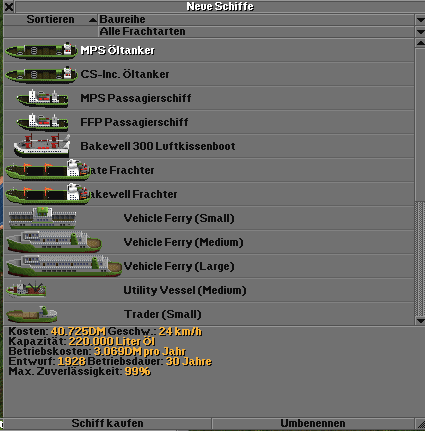 Neue Schiffe
Sortieren Baureihe
Alle Frachtarten
MPS Öltanker
CS-Inc. Öltanker
MPS Passagierschiff
FFP Passagierschiff
Bakewell 300 Luftkissenboot
ate Frachter
akewell Frachter
Vehicle Ferry (Small)
Vehicle Ferry (Medium)
Vehicle Ferry (Large)
Utility Vessel (Medium)
Trader (Small)
Kosten: 40.725DM Geschw.: 24 km/h
Kapazität: 220.000 Liter Öl
Betriebskosten: 3.069DM pro Jahr
Entwurf: 1928 Betriebsdauer: 30 Jahre
Max. Zuverlässigkeit: 99%
Schiff kaufen Umbenennen